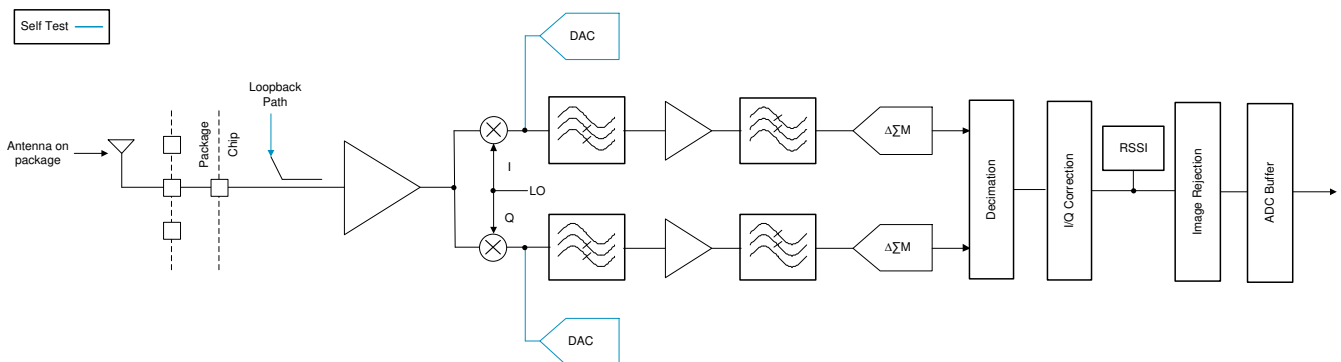 Self Test
DAC
Loopback
Path
Antenna on
package
Package
Chip
I
LO
Q
ΔΣM
ΔΣM
Decimation
I/Q Correction
RSSI
Image Rejection
ADC Buffer
DAC